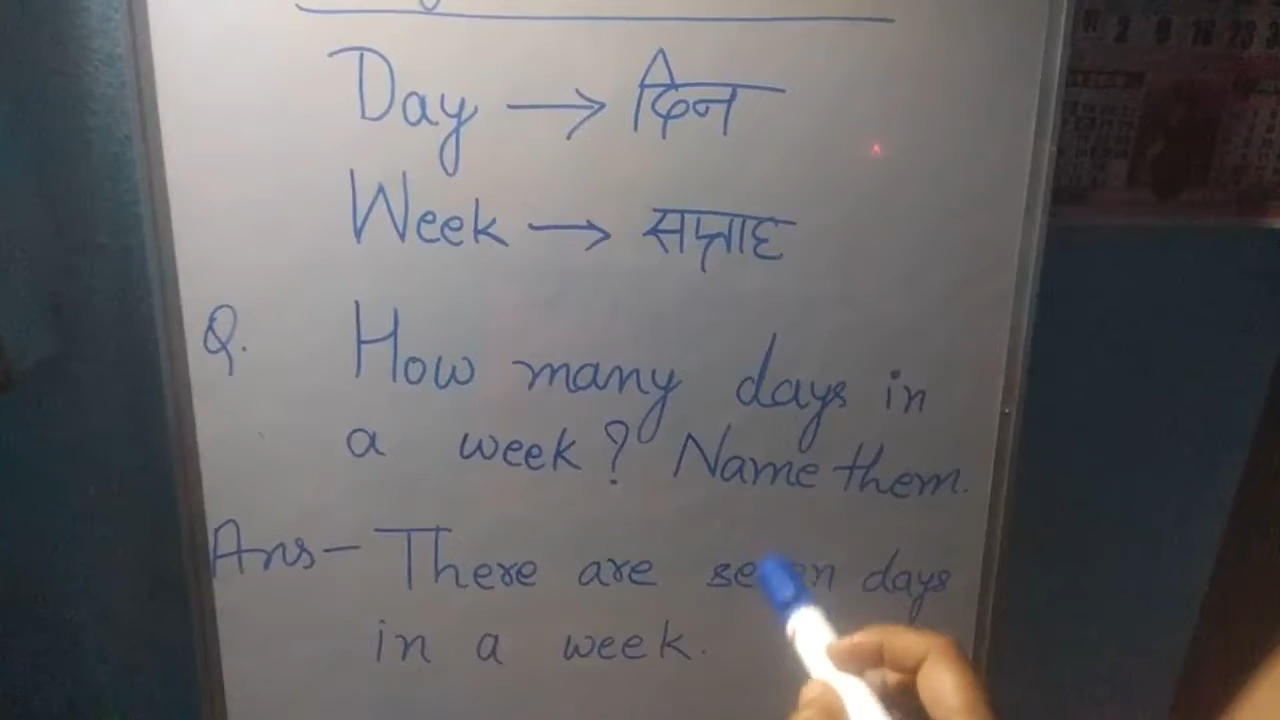 Day → दिन
Week → सप्ताह
Q. How many days in
a week? Name them.
Ans- There are seven days
in a week.